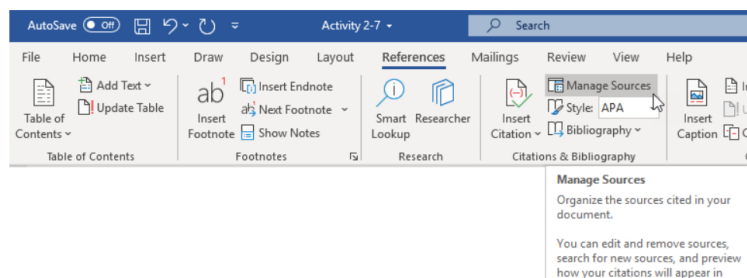 AutoSave Off Activity 2-7 Search
File Home Insert Draw Design Layout References Mailings Review View Help
Table of Contents
Add Text
Update Table
Table of Contents
ab1
Insert Footnote
Insert Endnote
Next Footnote
Show Notes
Footnotes
Smart Lookup
Researcher
Research
Insert Citation
Manage Sources
Style: APA
Bibliography
Citations & Bibliography
Insert Caption
Manage Sources
Organize the sources cited in your
document.
You can edit and remove sources,
search for new sources, and preview
how your citations will appear in